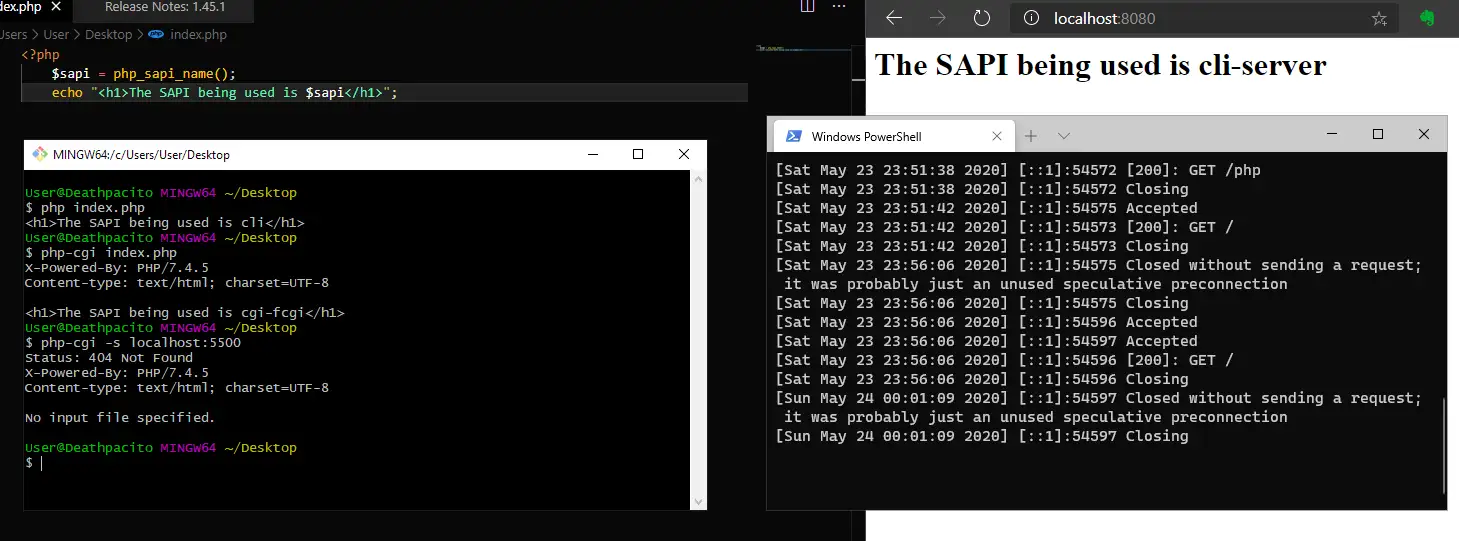 dex.php
Release Notes: 1.45.1
Users > User > Desktop > php index.php
<?php
$sapi = php_sapi_name();
echo "<h1>The SAPI being used is $sapi</h1>";
MINGW64:/c/Users/User/Desktop
User@Deathpacito MINGW64 ~/Desktop
$ php index.php
<h1>The SAPI being used is cli</h1>
User@Deathpacito MINGW64 ~/Desktop
$ php-cgi index.php
X-Powered-By: PHP/7.4.5
Content-type: text/html; charset=UTF-8
<h1>The SAPI being used is cgi-fcgi</h1>
User@Deathpacito MINGW64 ~/Desktop
$ php-cgi -s localhost:5500
Status: 404 Not Found
X-Powered-By: PHP/7.4.5
Content-type: text/html; charset=UTF-8
No input file specified.
User@Deathpacito MINGW64 ~/Desktop
$
localhost:8080
The SAPI being used is cli-server
Windows PowerShell
[Sat May 23 23:51:38 2020] [::1]:54572 [200]: GET /php
[Sat May 23 23:51:38 2020] [::1]:54572 Closing
[Sat May 23 23:51:42 2020] [::1]:54575 Accepted
[Sat May 23 23:51:42 2020] [::1]:54573 [200]: GET /
[Sat May 23 23:51:42 2020] [::1]:54573 Closing
[Sat May 23 23:56:06 2020] [::1]:54575 Closed without sending a request;
it was probably just an unused speculative preconnection
[Sat May 23 23:56:06 2020] [::1]:54575 Closing
[Sat May 23 23:56:06 2020] [::1]:54596 Accepted
[Sat May 23 23:56:06 2020] [::1]:54597 Accepted
[Sat May 23 23:56:06 2020] [::1]:54596 [200]: GET /
[Sat May 23 23:56:06 2020] [::1]:54596 Closing
[Sun May 24 00:01:09 2020] [::1]:54597 Closed without sending a request;
it was probably just an unused speculative preconnection
[Sun May 24 00:01:09 2020] [::1]:54597 Closing